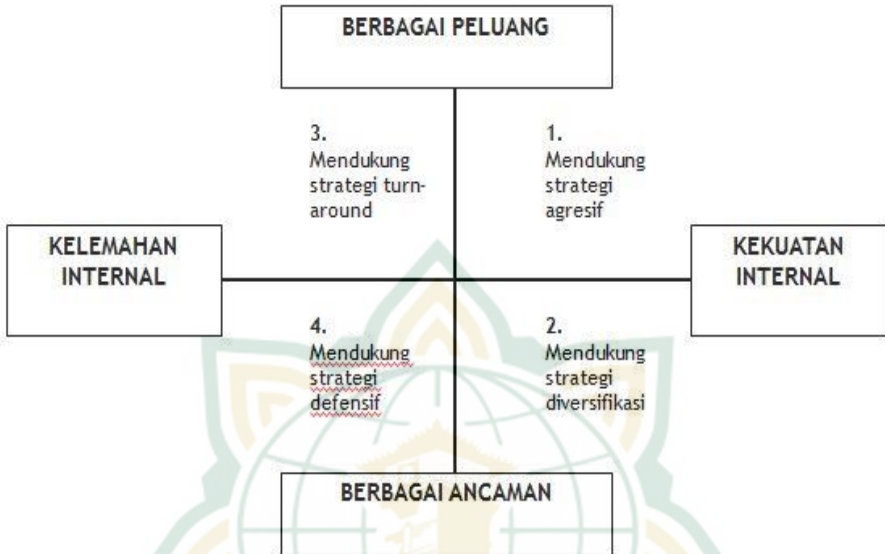 BERBAGAI PELUANG
3.
Mendukung
strategi turn-
around
1.
Mendukung
strategi
agresif
KELEMAHAN
INTERNAL
KEKUATAN
INTERNAL
4.
Mendukung
strategi
defensif
2.
Mendukung
strategi
diversifikasi
BERBAGAI ANCAMAN